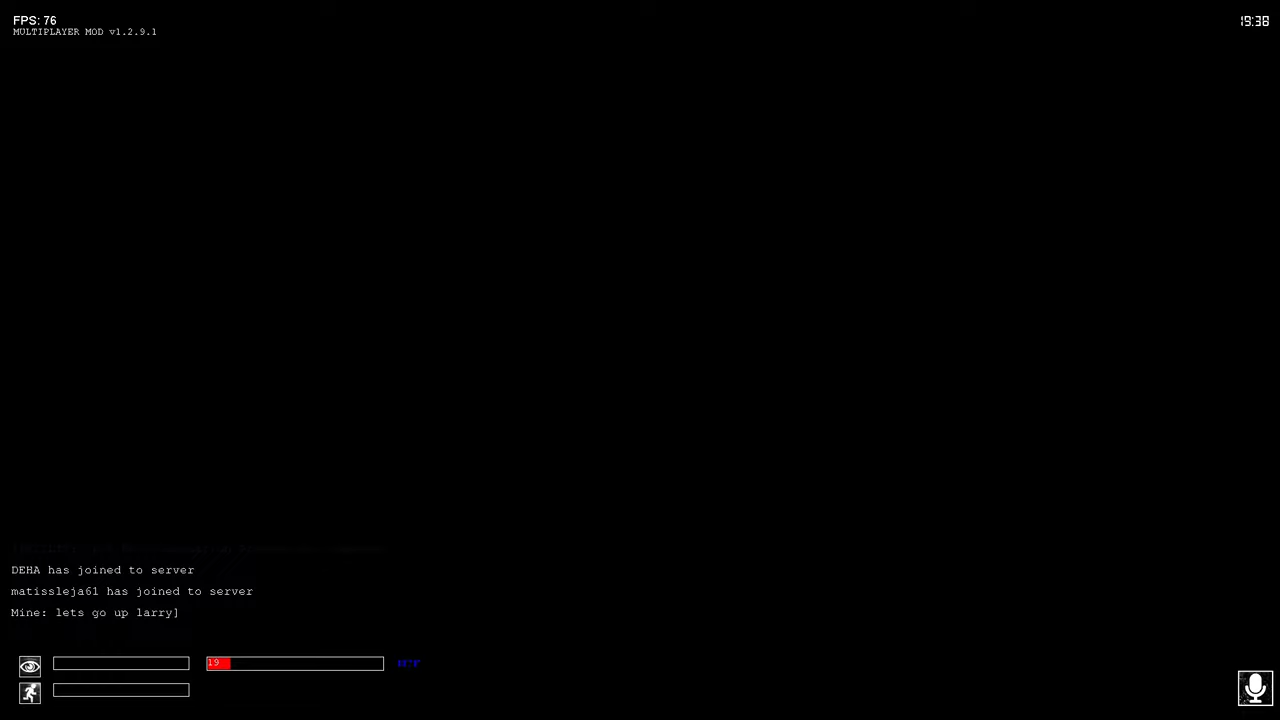 FPS: 76
19:38
MULTIPLAYER MOD v1.2.9.1
DEHA has joined to server
matissleja61 has joined to server
Mine: lets go up larry]
19